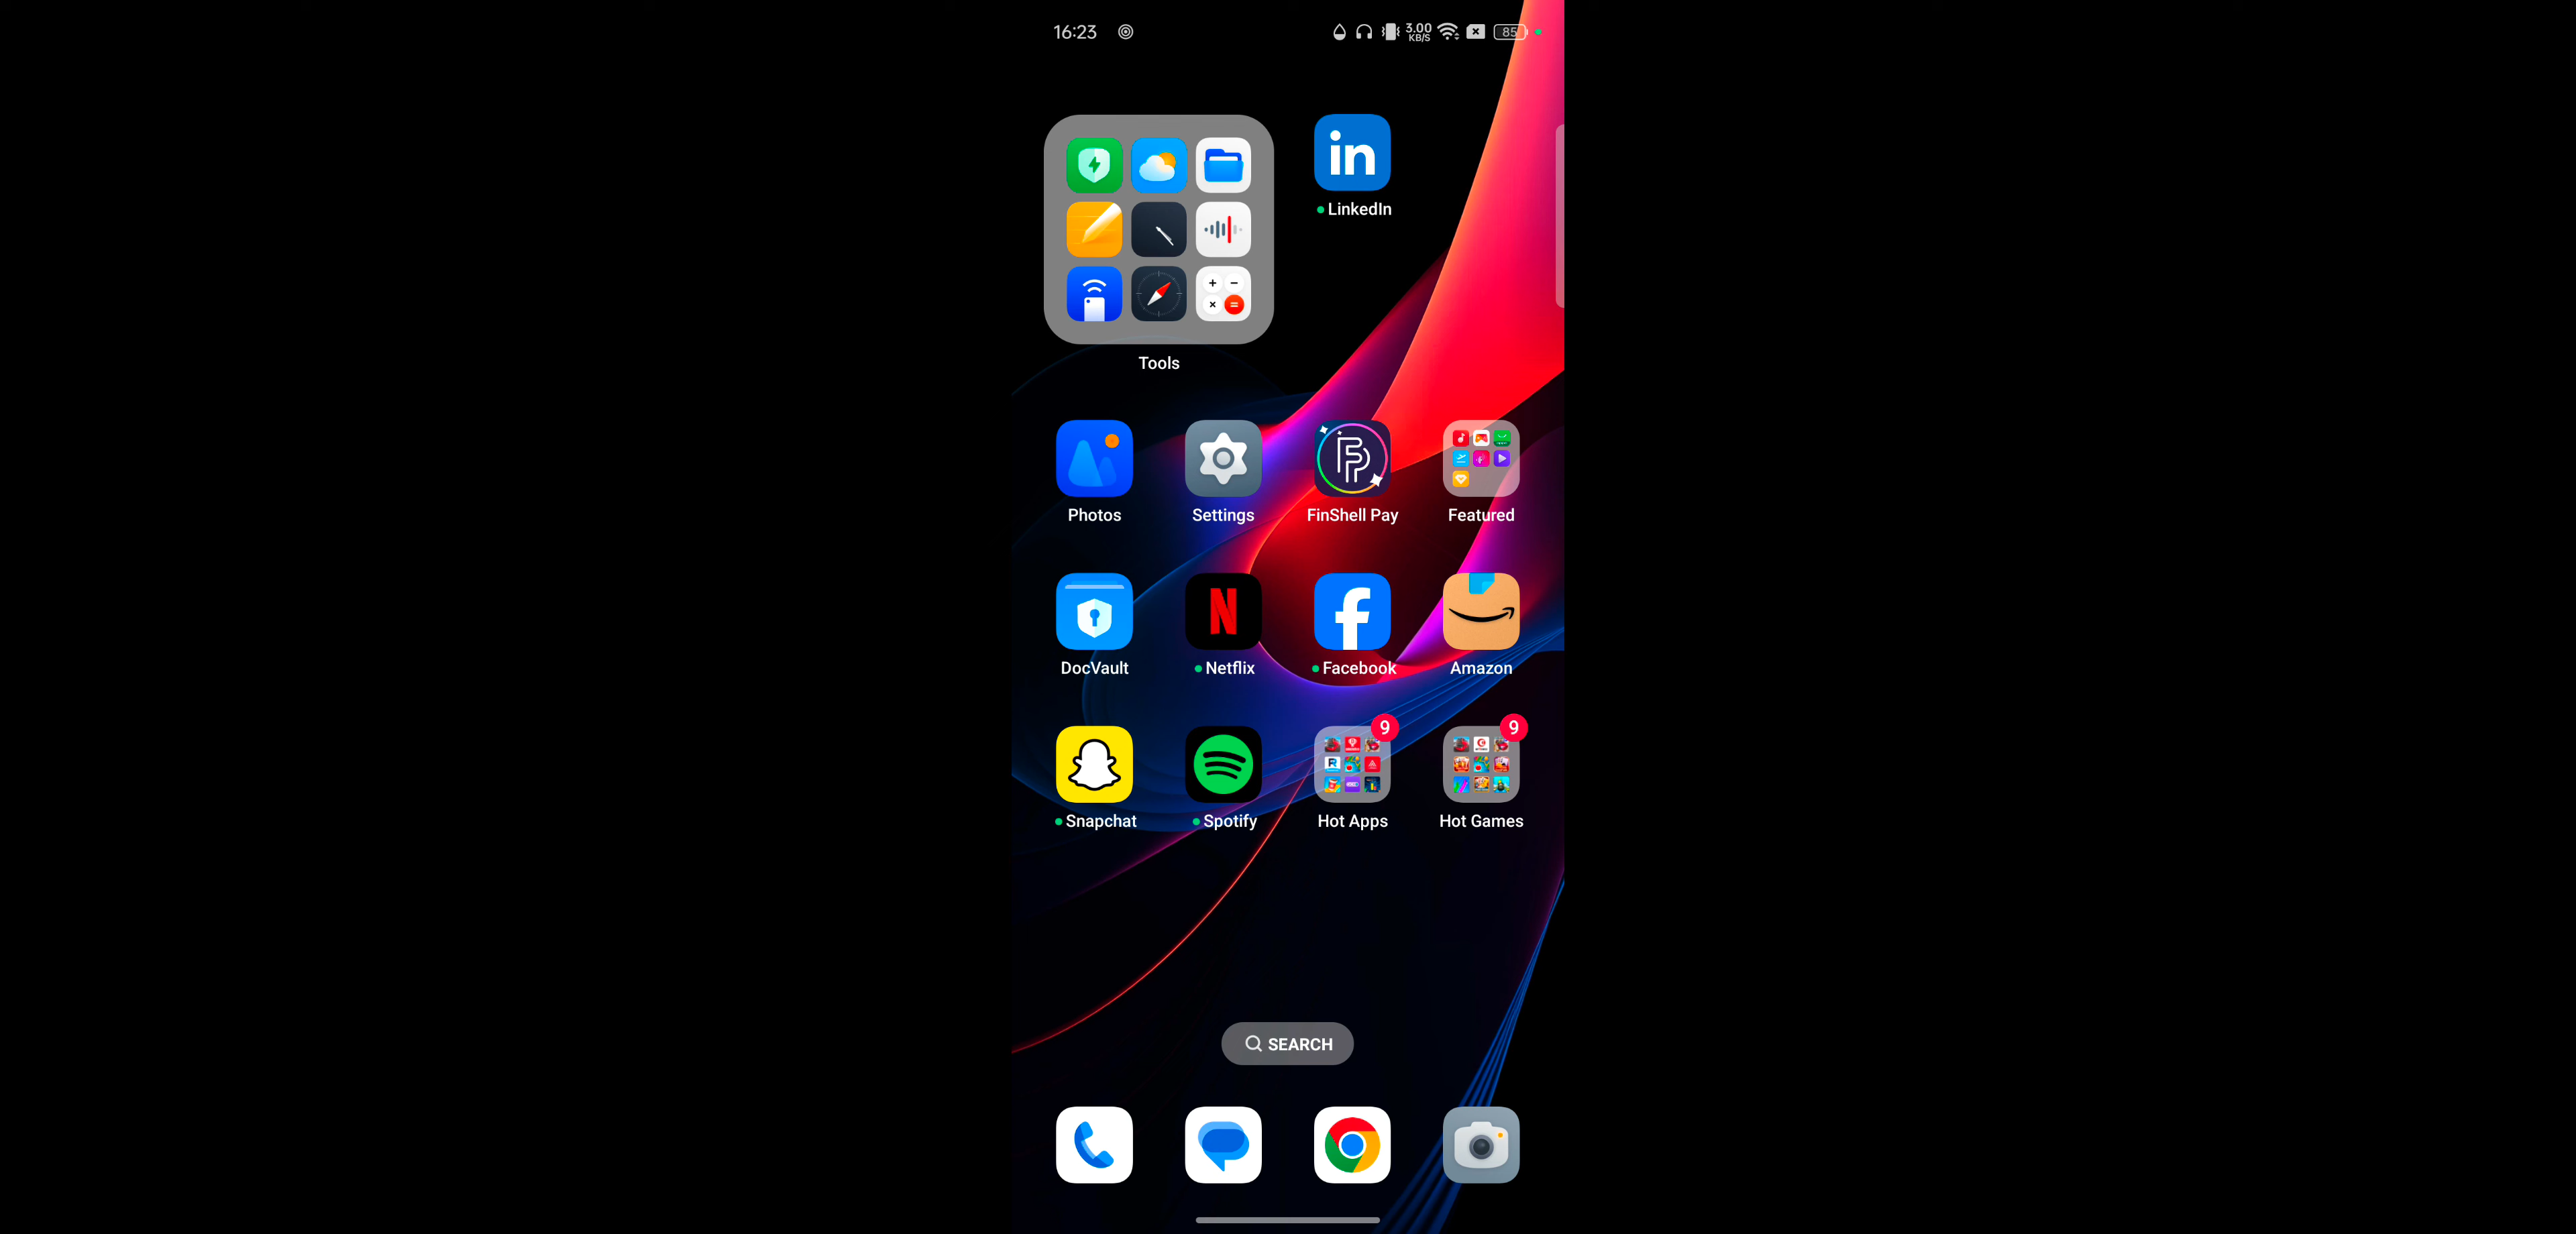 16:23
3.00
KB/S
85
in
LinkedIn
Tools
Photos
Settings
FinShell Pay
Featured
DocVault
Netflix
Facebook
Amazon
9
9
Snapchat
Spotify
Hot Apps
Hot Games
SEARCH